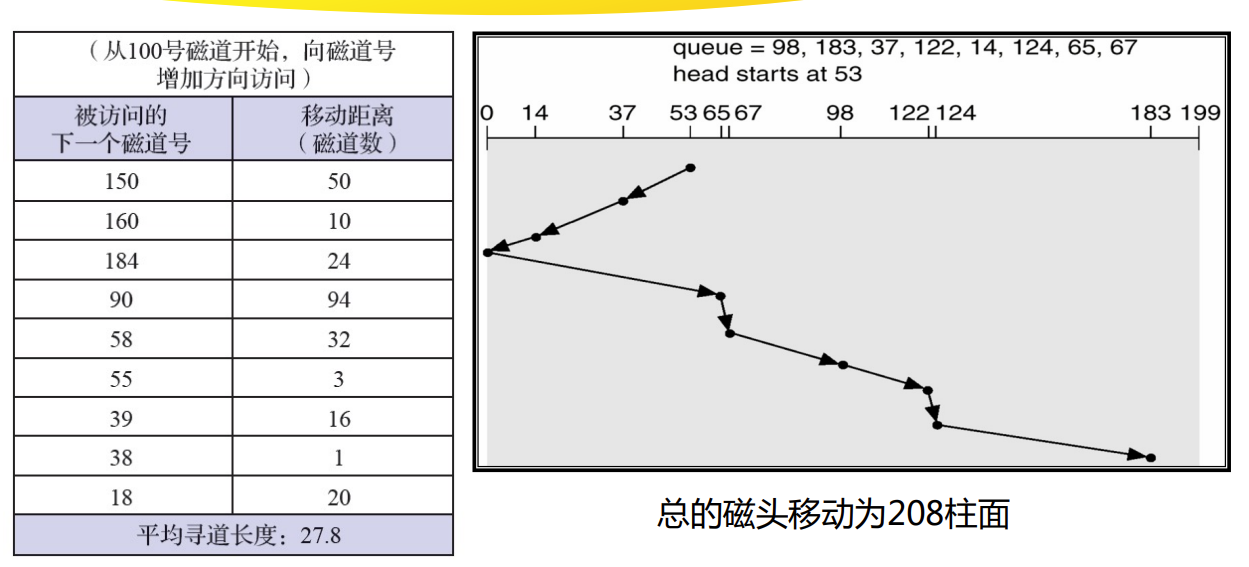 （从100号磁道开始，向磁道号
增加方向访问）
被访问的
下一个磁道号
移动距离
（磁道数）
150 50
160 10
184 24
90 94
58 32
55 3
39 16
38 1
18 20
平均寻道长度：27.8
queue = 98, 183, 37, 122, 14, 124, 65, 67
head starts at 53
0 14 37 53 65 67 98 122 124 183 199
总的磁头移动为208柱面